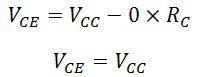 V_CE = V_CC − 0 × R_C
V_CE = V_CC